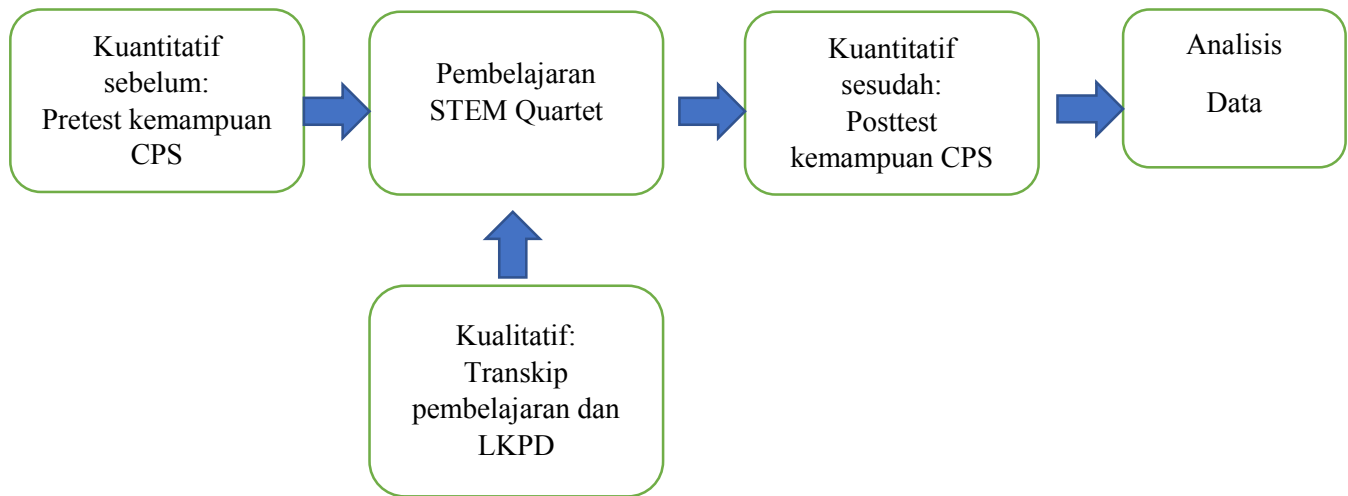 Kuantitatif
sebelum:
Pretest kemampuan
CPS
Pembelajaran
STEM Quartet
Kuantitatif
sesudah:
Posttest
kemampuan CPS
Analisis
Data
Kualitatif:
Transkip
pembelajaran dan
LKPD